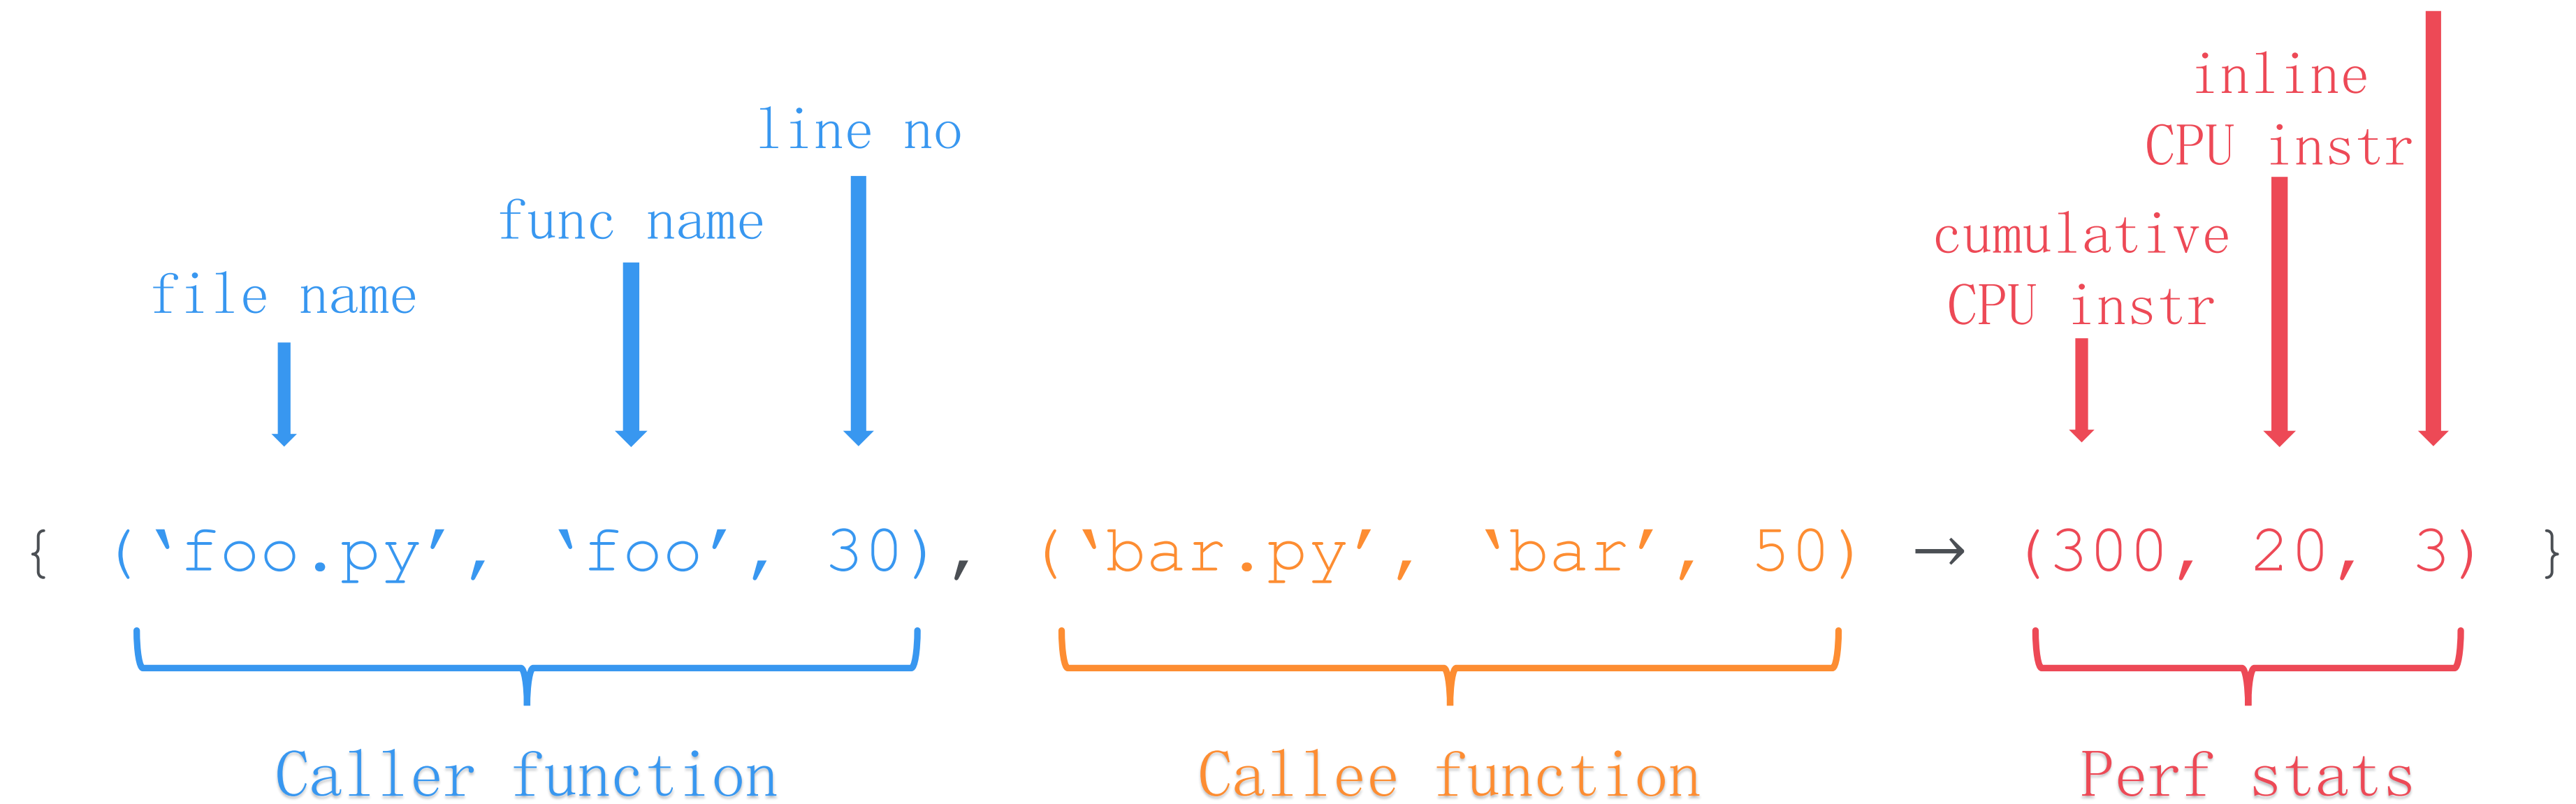 inline
CPU instr
line no
func name
cumulative
CPU instr
file name
{ (‘foo.py’, ‘foo’, 30), (‘bar.py’, ‘bar’, 50) → (300, 20, 3) }
Caller function
Callee function
Perf stats